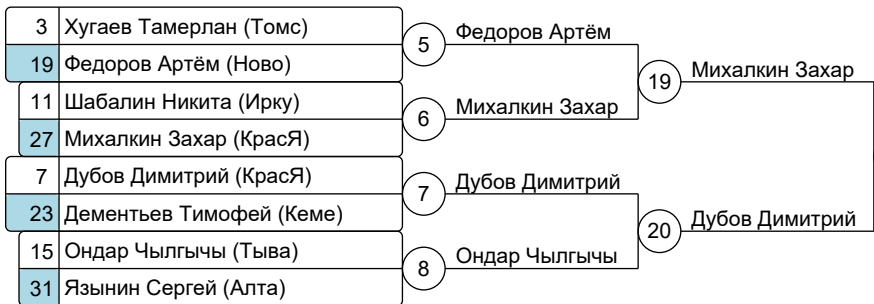 3 Хугаев Тамерлан (Томс)
5 Федоров Артём
19 Федоров Артём (Ново)
19 Михалкин Захар
11 Шабалин Никита (Ирку)
6 Михалкин Захар
27 Михалкин Захар (КрасЯ)
7 Дубов Димитрий (КрасЯ)
7 Дубов Димитрий
23 Дементьев Тимофей (Кеме)
20 Дубов Димитрий
15 Ондар Чылгычы (Тыва)
8 Ондар Чылгычы
31 Язынин Сергей (Алта)